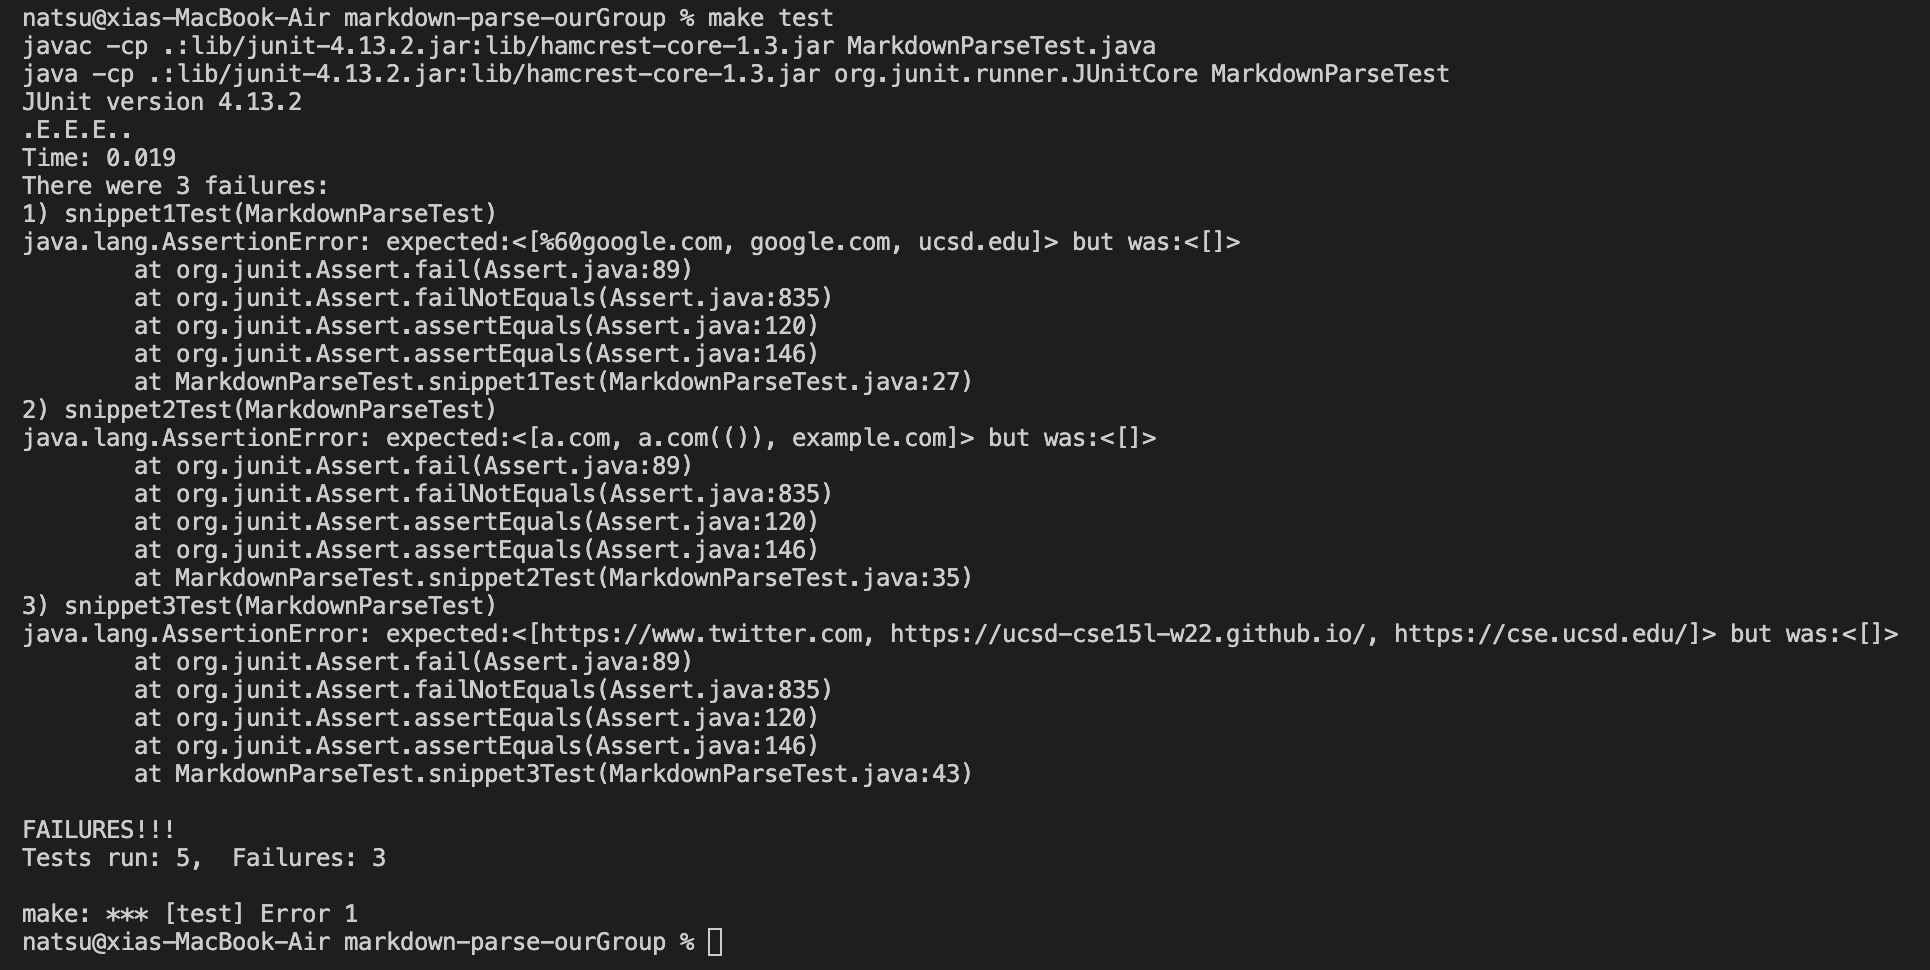 natsu@xias-MacBook-Air markdown-parse-ourGroup % make test
javac -cp .:lib/junit-4.13.2.jar:lib/hamcrest-core-1.3.jar MarkdownParseTest.java
java -cp .:lib/junit-4.13.2.jar:lib/hamcrest-core-1.3.jar org.junit.runner.JUnitCore MarkdownParseTest
JUnit version 4.13.2
.E.E.E..
Time: 0.019
There were 3 failures:
1) snippet1Test(MarkdownParseTest)
java.lang.AssertionError: expected:<[%60google.com, google.com, ucsd.edu]> but was:<[]>
        at org.junit.Assert.fail(Assert.java:89)
        at org.junit.Assert.failNotEquals(Assert.java:835)
        at org.junit.Assert.assertEquals(Assert.java:120)
        at org.junit.Assert.assertEquals(Assert.java:146)
        at MarkdownParseTest.snippet1Test(MarkdownParseTest.java:27)
2) snippet2Test(MarkdownParseTest)
java.lang.AssertionError: expected:<[a.com, a.com(()), example.com]> but was:<[]>
        at org.junit.Assert.fail(Assert.java:89)
        at org.junit.Assert.failNotEquals(Assert.java:835)
        at org.junit.Assert.assertEquals(Assert.java:120)
        at org.junit.Assert.assertEquals(Assert.java:146)
        at MarkdownParseTest.snippet2Test(MarkdownParseTest.java:35)
3) snippet3Test(MarkdownParseTest)
java.lang.AssertionError: expected:<[https://www.twitter.com, https://ucsd-cse15l-w22.github.io/, https://cse.ucsd.edu/]> but was:<[]>
        at org.junit.Assert.fail(Assert.java:89)
        at org.junit.Assert.failNotEquals(Assert.java:835)
        at org.junit.Assert.assertEquals(Assert.java:120)
        at org.junit.Assert.assertEquals(Assert.java:146)
        at MarkdownParseTest.snippet3Test(MarkdownParseTest.java:43)

FAILURES!!!
Tests run: 5,  Failures: 3

make: *** [test] Error 1
natsu@xias-MacBook-Air markdown-parse-ourGroup %